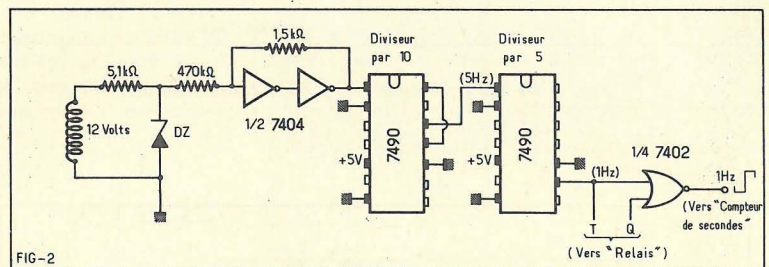 1,5kΩ
5,1kΩ
470kΩ
12 Volts
DZ
1/2 7404
Diviseur
par 10
+5V
7490
(5Hz)
Diviseur
par 5
+5V
7490
1/4 7402
(1Hz)
1Hz
(Vers "Compteur
de secondes")
T Q
(Vers "Relais")
FIG-2